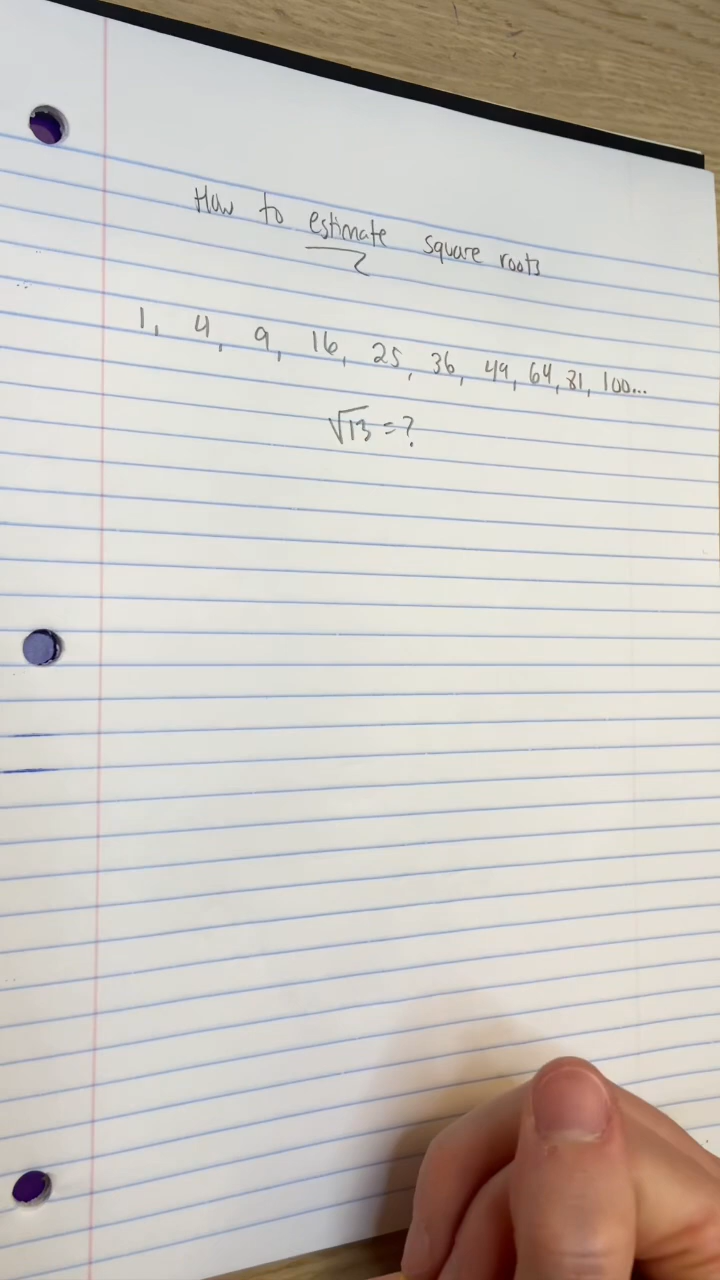 How to estimate square roots
1, 4, 9, 16, 25, 36, 49, 64, 81, 100...
√13 = ?